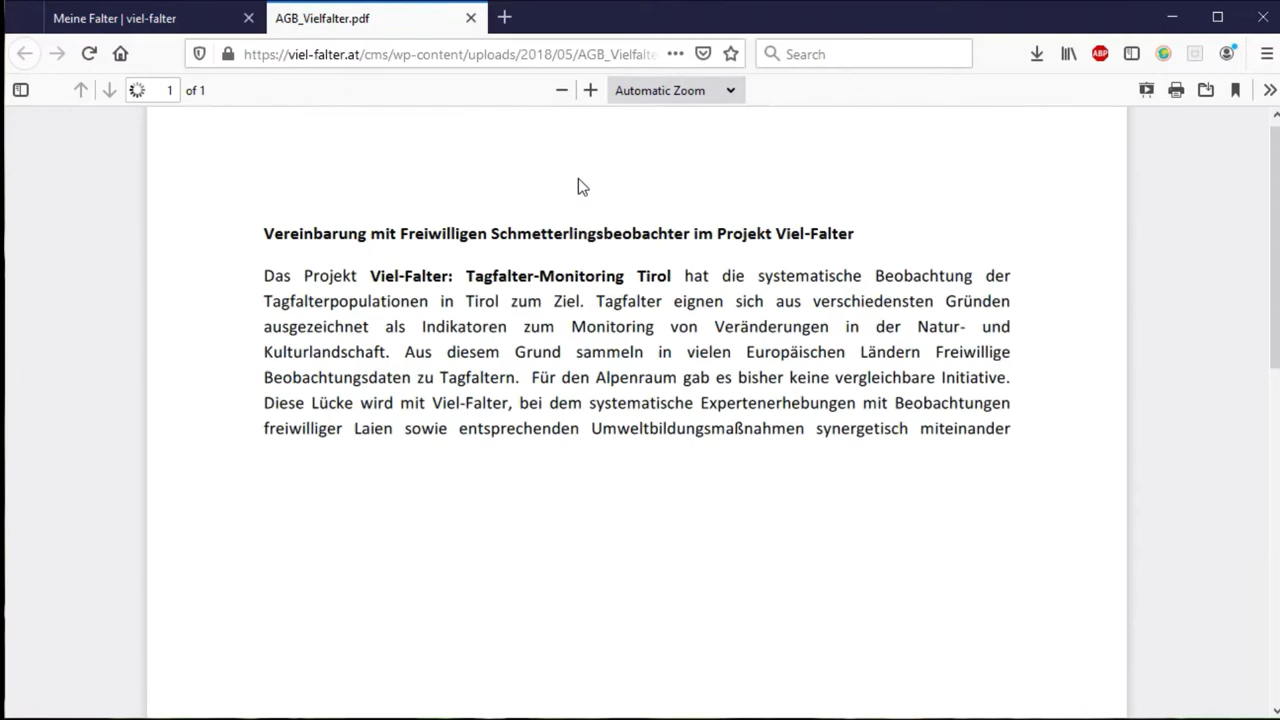 Meine Falter | viel-falter
AGB_Vielfalter.pdf
https://viel-falter.at/cms/wp-content/uploads/2018/05/AGB_Vielfalte
Search
ABP
1 of 1
Automatic Zoom
Vereinbarung mit Freiwilligen Schmetterlingsbeobachter im Projekt Viel-Falter
Das Projekt Viel-Falter: Tagfalter-Monitoring Tirol hat die systematische Beobachtung der
Tagfalterpopulationen in Tirol zum Ziel. Tagfalter eignen sich aus verschiedensten Gründen
ausgezeichnet als Indikatoren zum Monitoring von Veränderungen in der Natur- und
Kulturlandschaft. Aus diesem Grund sammeln in vielen Europäischen Ländern Freiwillige
Beobachtungsdaten zu Tagfaltern. Für den Alpenraum gab es bisher keine vergleichbare Initiative.
Diese Lücke wird mit Viel-Falter, bei dem systematische Expertenerhebungen mit Beobachtungen
freiwilliger Laien sowie entsprechenden Umweltbildungsmaßnahmen synergetisch miteinander